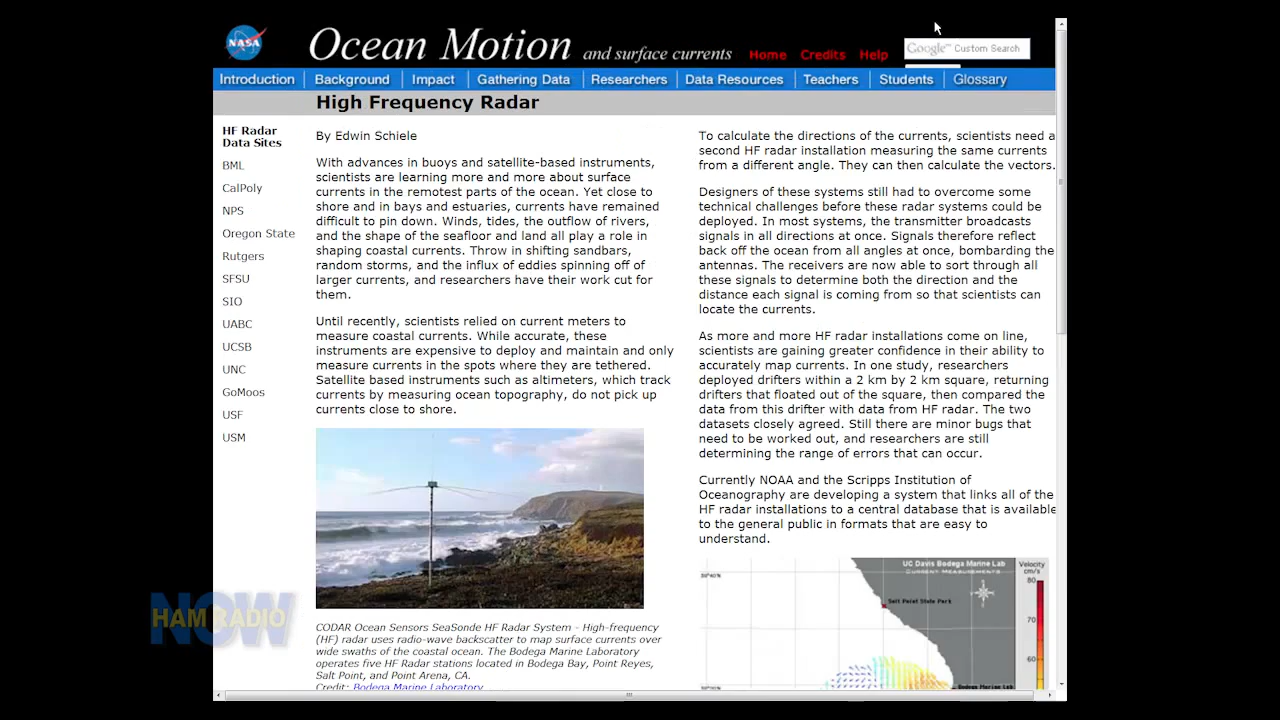 NASA
Ocean Motion and surface currents
Home Credits Help
Google™ Custom Search
Introduction Background Impact Gathering Data Researchers Data Resources Teachers Students Glossary
High Frequency Radar
HF Radar
Data Sites
BML
CalPoly
NPS
Oregon State
Rutgers
SFSU
SIO
UABC
UCSB
UNC
GoMoos
USF
USM
By Edwin Schiele
With advances in buoys and satellite-based instruments,
scientists are learning more and more about surface
currents in the remotest parts of the ocean. Yet close to
shore and in bays and estuaries, currents have remained
difficult to pin down. Winds, tides, the outflow of rivers,
and the shape of the seafloor and land all play a role in
shaping coastal currents. Throw in shifting sandbars,
random storms, and the influx of eddies spinning off of
larger currents, and researchers have their work cut for
them.
Until recently, scientists relied on current meters to
measure coastal currents. While accurate, these
instruments are expensive to deploy and maintain and only
measure currents in the spots where they are tethered.
Satellite based instruments such as altimeters, which track
currents by measuring ocean topography, do not pick up
currents close to shore.
CODAR Ocean Sensors SeaSonde HF Radar System - High-frequency
(HF) radar uses radio-wave backscatter to map surface currents over
wide swaths of the coastal ocean. The Bodega Marine Laboratory
operates five HF Radar stations located in Bodega Bay, Point Reyes,
Salt Point, and Point Arena, CA.
Credit: Bodega Marine Laboratory
To calculate the directions of the currents, scientists need a
second HF radar installation measuring the same currents
from a different angle. They can then calculate the vectors.
Designers of these systems still had to overcome some
technical challenges before these radar systems could be
deployed. In most systems, the transmitter broadcasts
signals in all directions at once. Signals therefore reflect
back off the ocean from all angles at once, bombarding the
antennas. The receivers are now able to sort through all
these signals to determine both the direction and the
distance each signal is coming from so that scientists can
locate the currents.
As more and more HF radar installations come on line,
scientists are gaining greater confidence in their ability to
accurately map currents. In one study, researchers
deployed drifters within a 2 km by 2 km square, returning
drifters that floated out of the square, then compared the
data from this drifter with data from HF radar. The two
datasets closely agreed. Still there are minor bugs that
need to be worked out, and researchers are still
determining the range of errors that can occur.
Currently NOAA and the Scripps Institution of
Oceanography are developing a system that links all of the
HF radar installations to a central database that is available
to the general public in formats that are easy to
understand.
UC Davis Bodega Marine Lab
Current Measurements
Velocity
cm/s
80
70
60
Salt Point State Park
Bodega Marine Lab
HAM RADIO
NOW